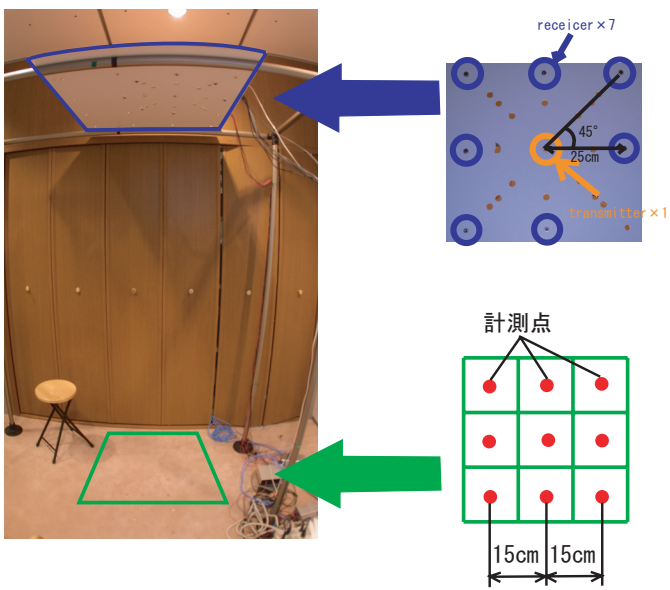 receicer×7
45°
25cm
transmitter×1
計測点
15cm 15cm